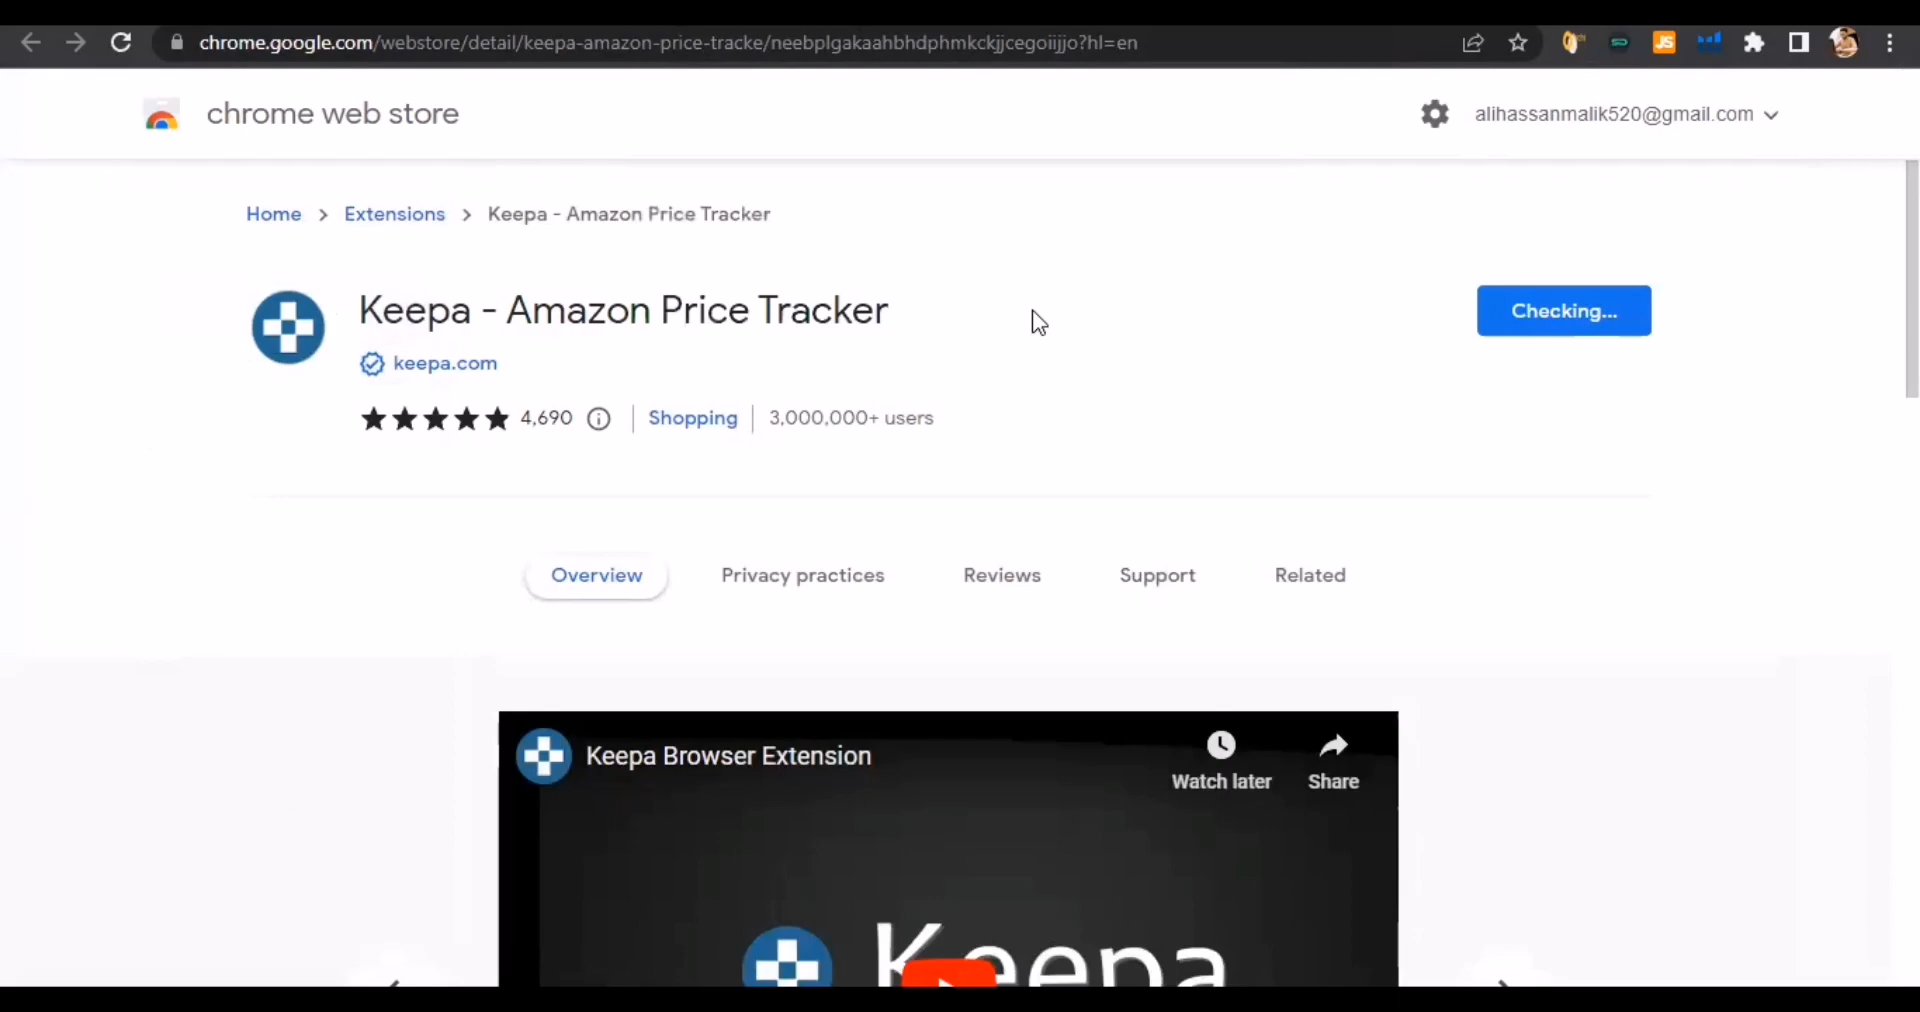 chrome.google.com/webstore/detail/keepa-amazon-price-tracke/neebplgakaahbhdphmkckjjcegoiijjo?hl=en
JS
chrome web store
alihassanmalik520@gmail.com
Home > Extensions > Keepa - Amazon Price Tracker
Keepa - Amazon Price Tracker
Checking...
keepa.com
4,690
Shopping
3,000,000+ users
Overview
Privacy practices
Reviews
Support
Related
Keepa Browser Extension
Watch later
Share
Keepa